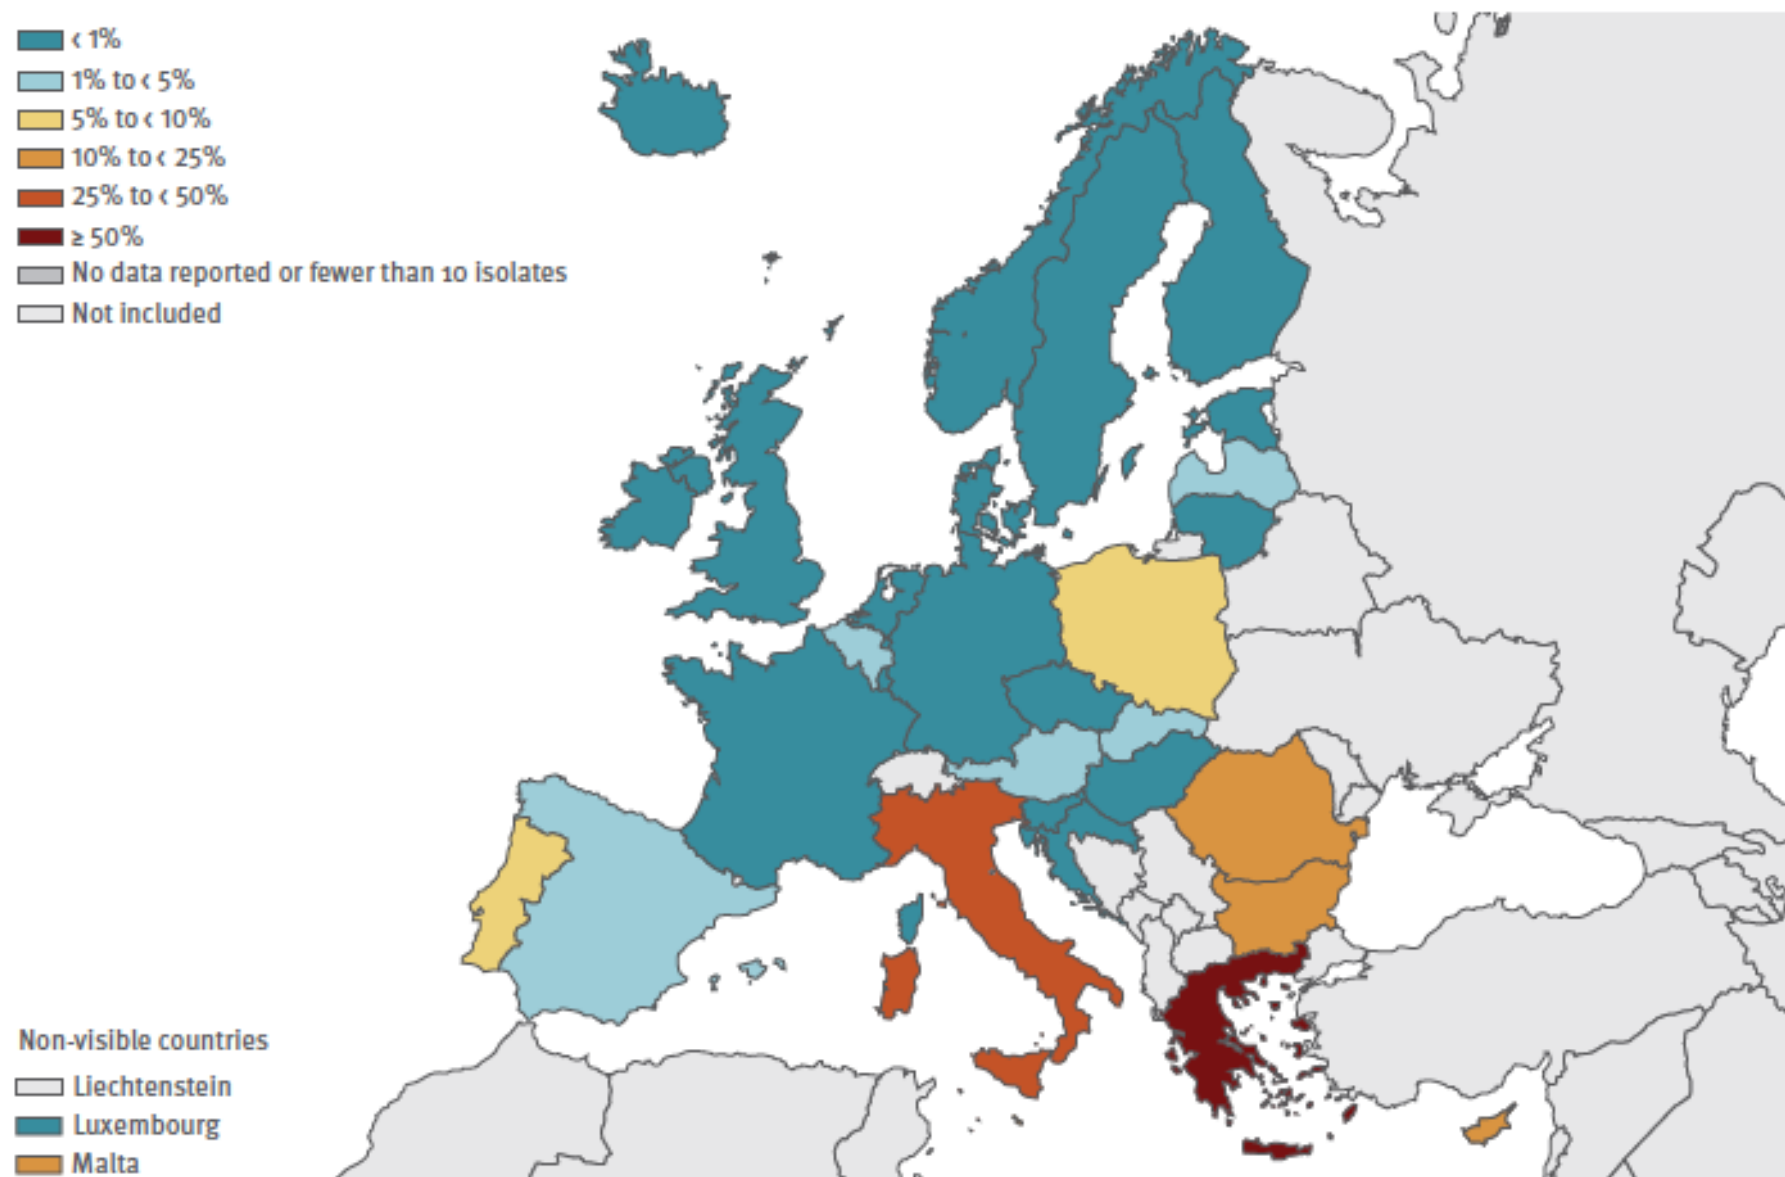 < 1%
1% to < 5%
5% to < 10%
10% to < 25%
25% to < 50%
≥ 50%
No data reported or fewer than 10 isolates
Not included
Non-visible countries
Liechtenstein
Luxembourg
Malta